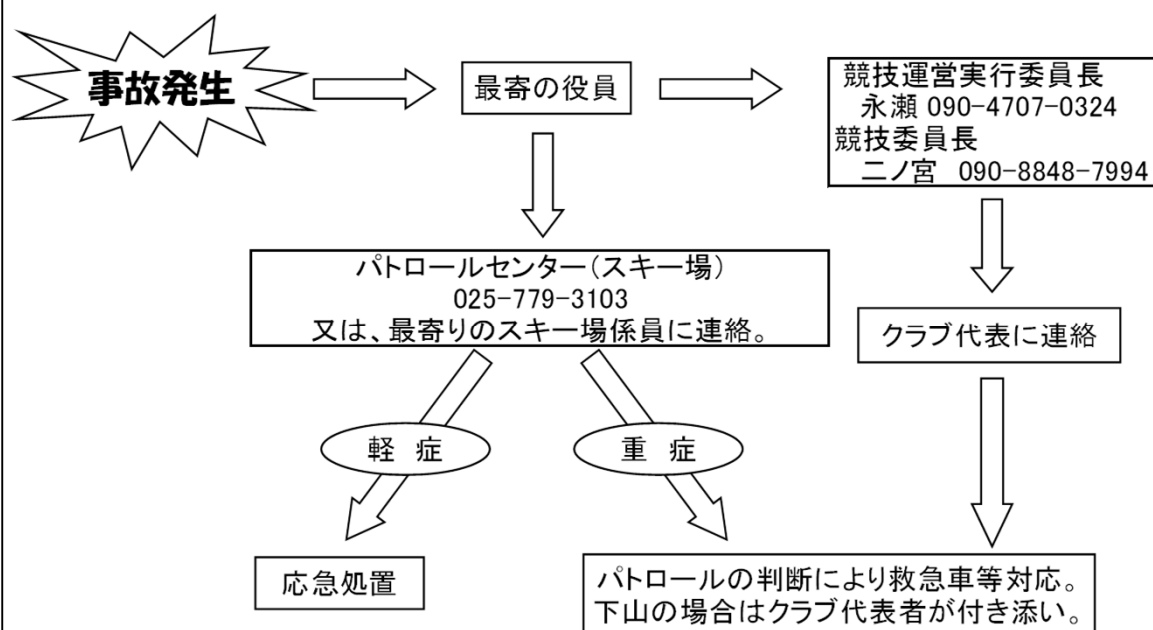 事故発生
最寄の役員
競技運営実行委員長
永瀬 090-4707-0324
競技委員長
二ノ宮 090-8848-7994
パトロールセンター(スキー場)
025-779-3103
又は、最寄りのスキー場係員に連絡。
クラブ代表に連絡
軽 症
重 症
応急処置
パトロールの判断により救急車等対応。
下山の場合はクラブ代表者が付き添い。